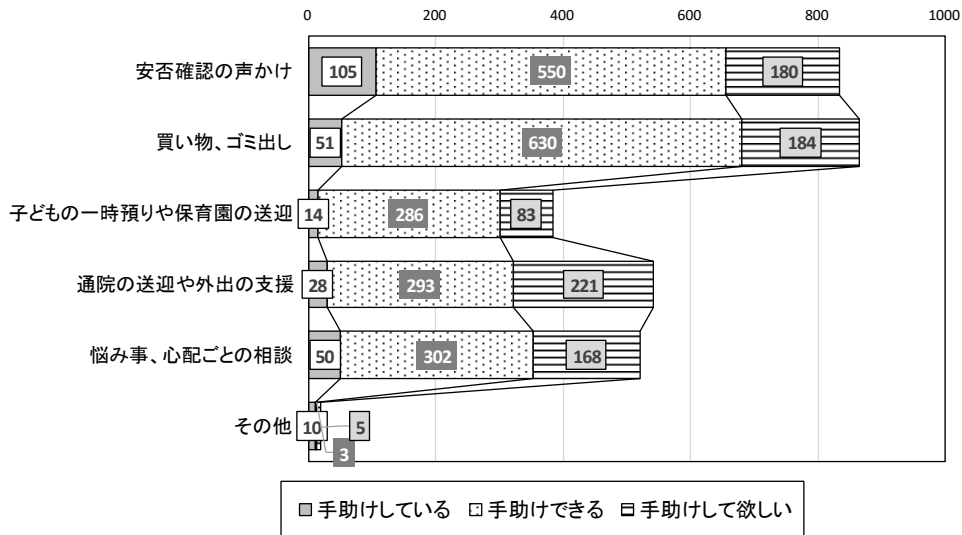 0 200 400 600 800 1000
安否確認の声かけ 105 550 180
買い物、ゴミ出し 51 630 184
子どもの一時預りや保育園の送迎 14 286 83
通院の送迎や外出の支援 28 293 221
悩み事、心配ごとの相談 50 302 168
その他 10 5
3
手助けしている 手助けできる 手助けして欲しい